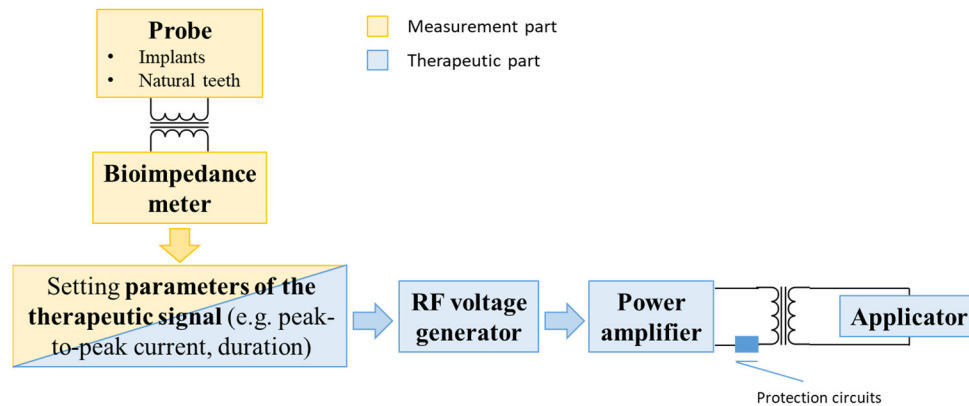 Probe
• Implants
• Natural teeth
Measurement part
Therapeutic part
Bioimpedance
meter
Setting parameters of the
therapeutic signal (e.g. peak-
to-peak current, duration)
RF voltage
generator
Power
amplifier
Applicator
Protection circuits